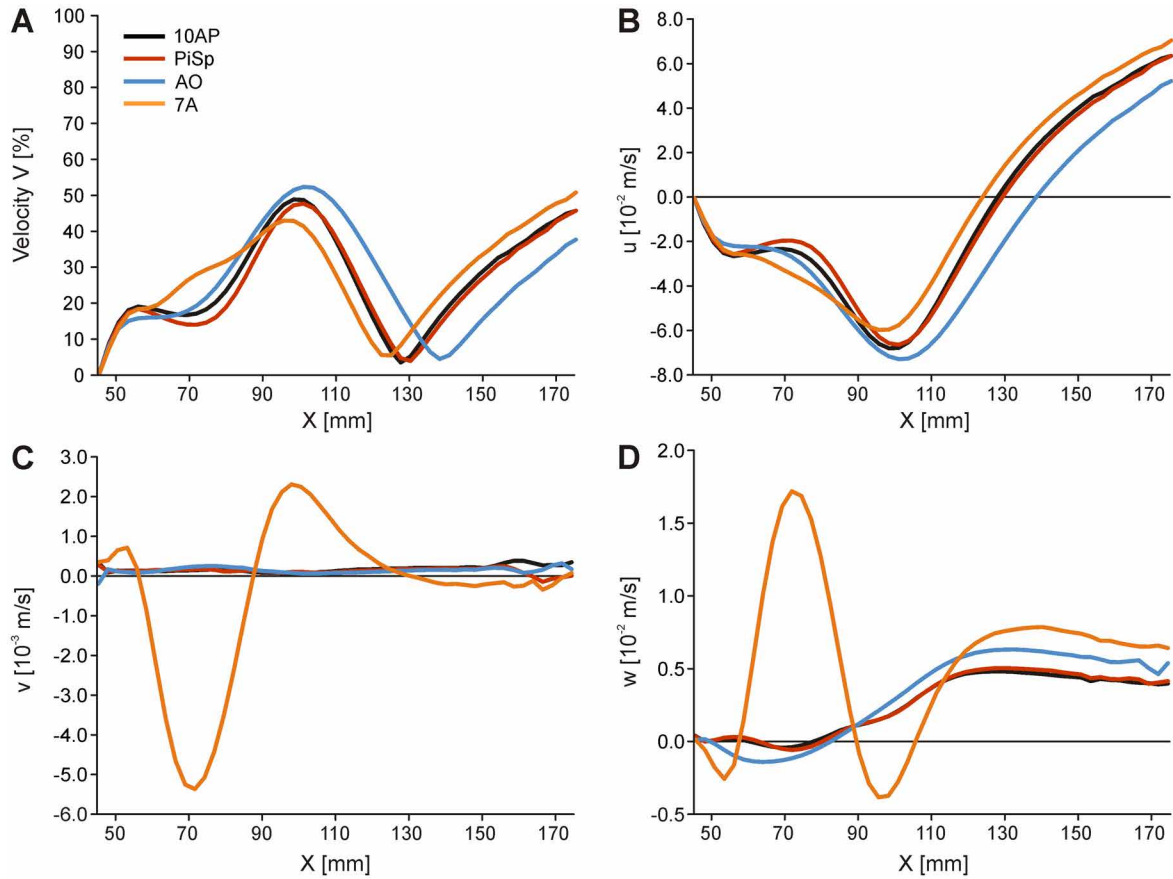 A
10AP
PiSp
AO
7A
Velocity V [%]
100
90
80
70
60
50
40
30
20
10
0
50 70 90 110 130 150 170
X [mm]
B
u [10⁻² m/s]
8.0
6.0
4.0
2.0
0.0
-2.0
-4.0
-6.0
-8.0
50 70 90 110 130 150 170
X [mm]
C
v [10⁻³ m/s]
3.0
2.0
1.0
0.0
-1.0
-2.0
-3.0
-4.0
-5.0
-6.0
50 70 90 110 130 150 170
X [mm]
D
w [10⁻² m/s]
2.0
1.5
1.0
0.5
0.0
-0.5
50 70 90 110 130 150 170
X [mm]